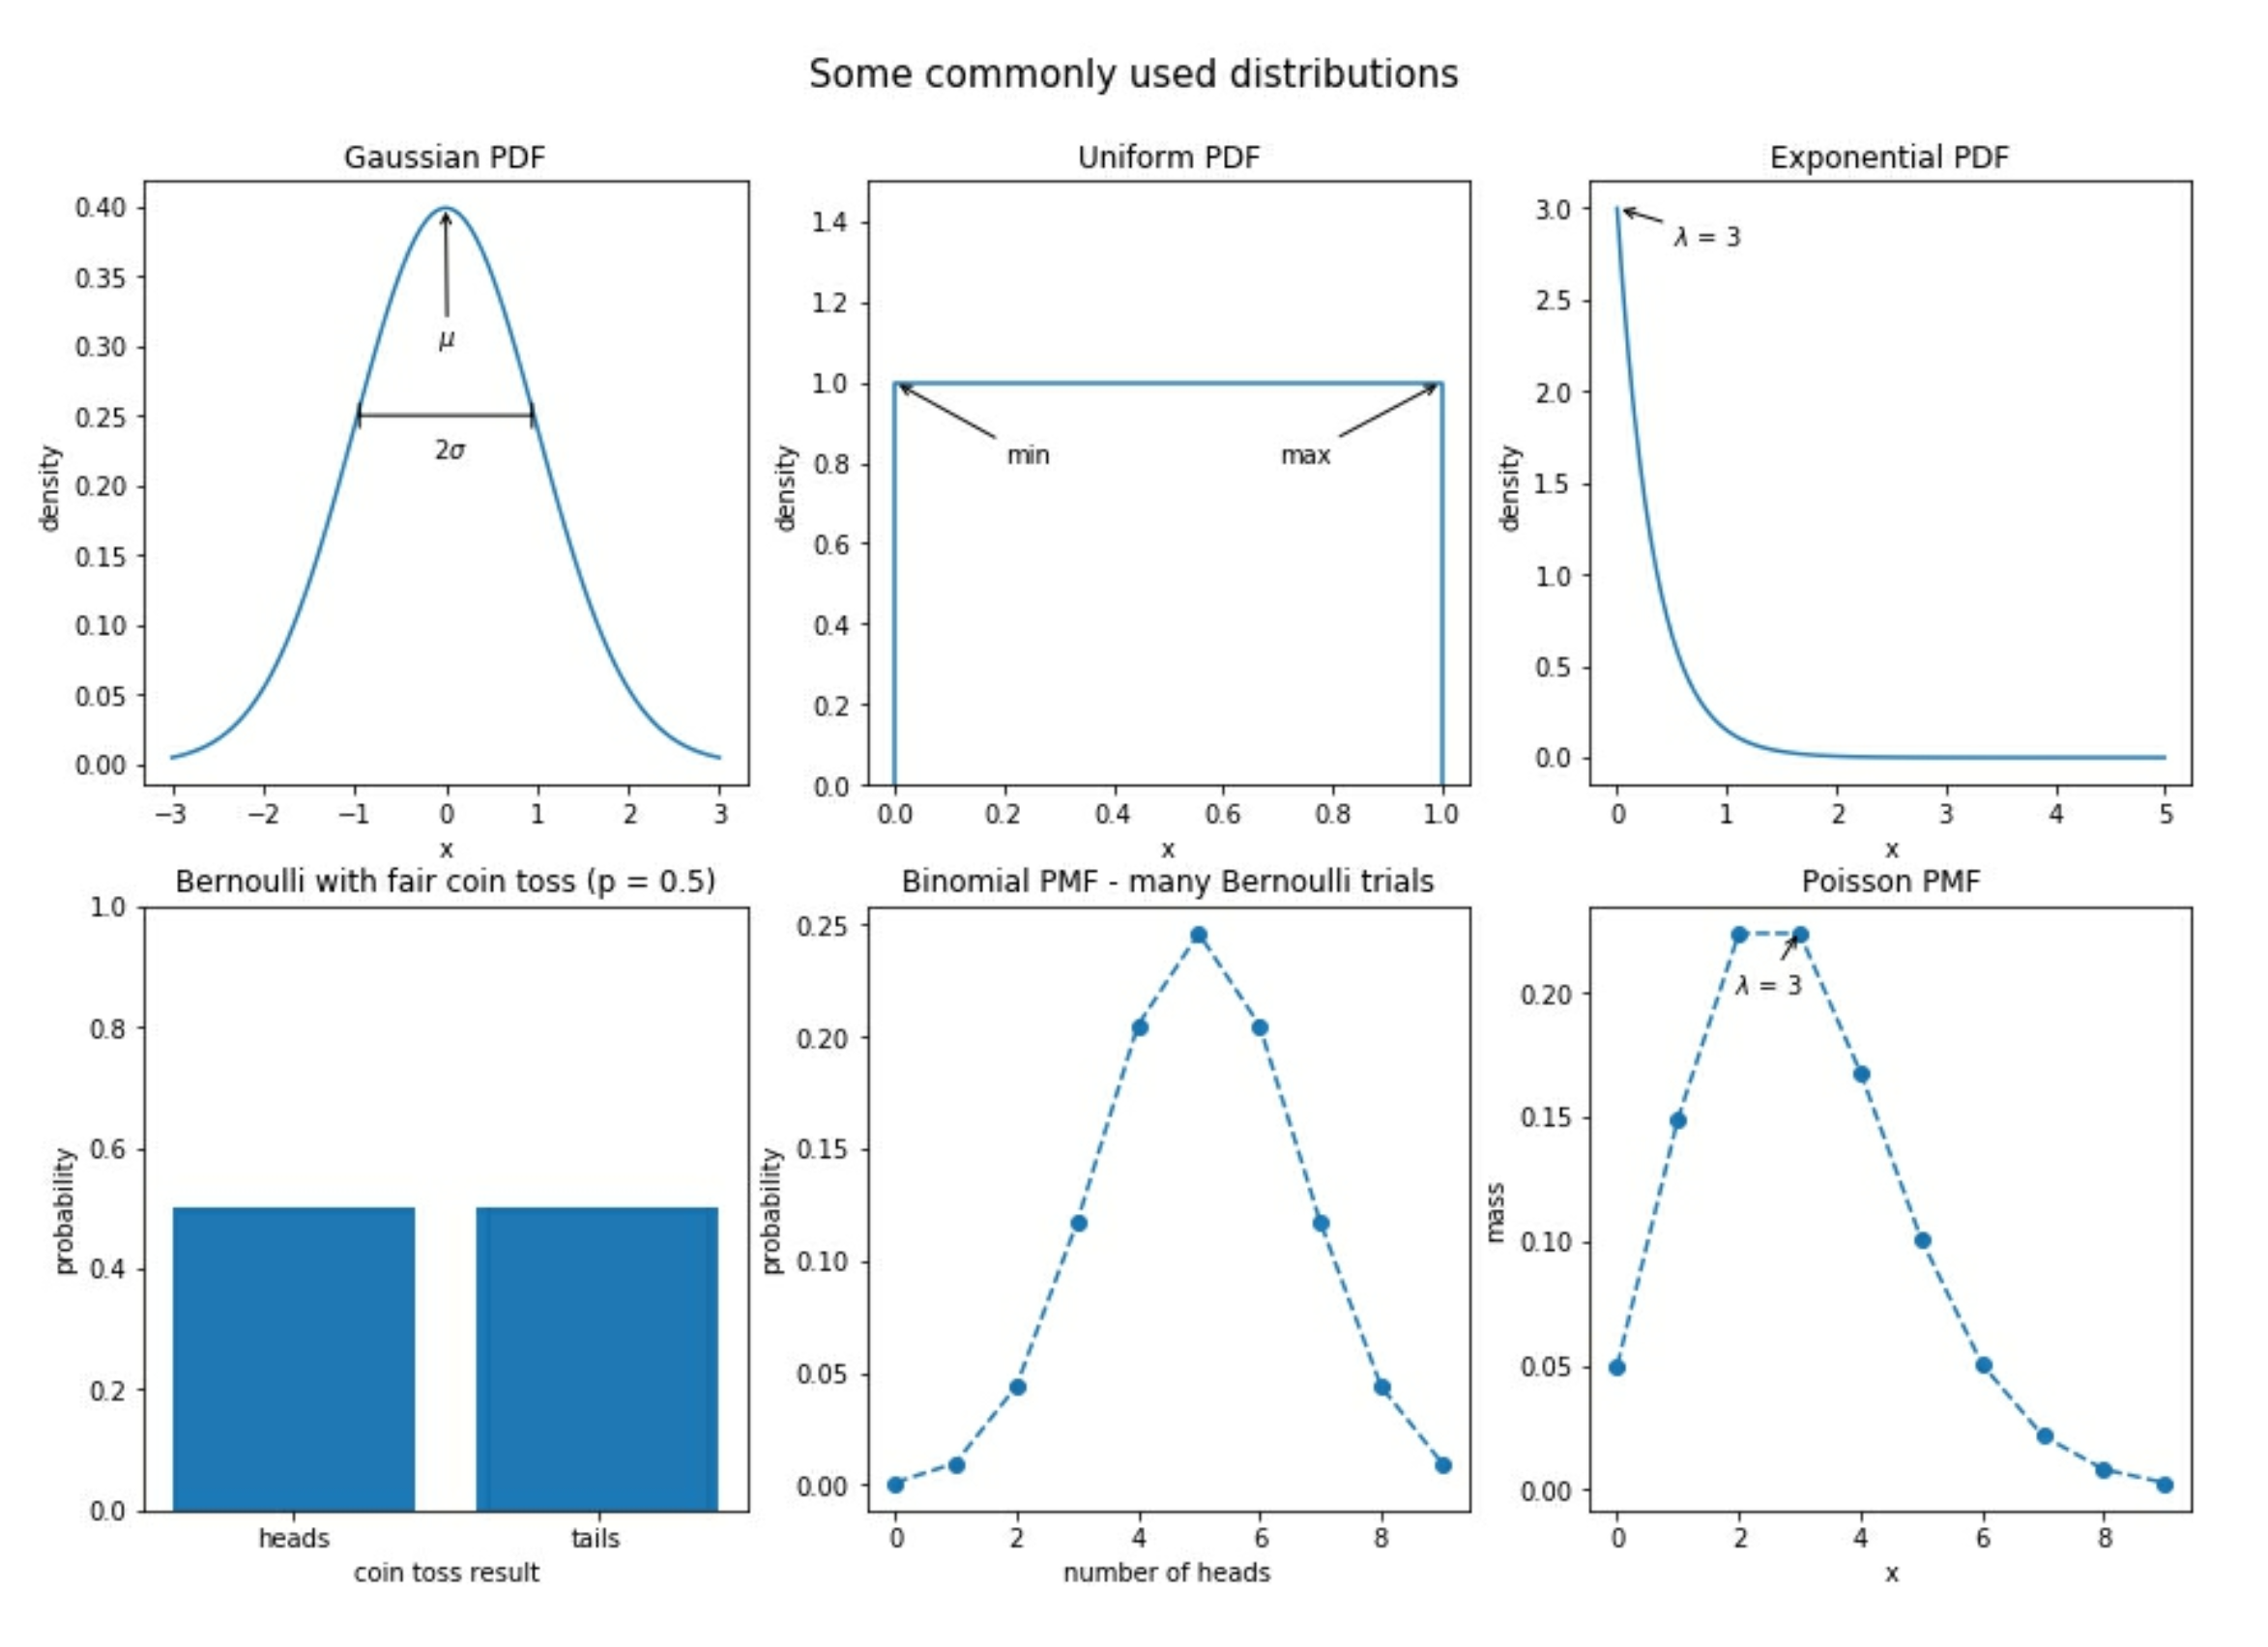 Some commonly used distributions
Gaussian PDF
0.40
0.35
0.30
0.25
0.20
0.15
0.10
0.05
0.00
density
μ
2σ
−3 −2 −1 0 1 2 3
x
Uniform PDF
1.4
1.2
1.0
0.8
0.6
0.4
0.2
0.0
density
min
max
0.0 0.2 0.4 0.6 0.8 1.0
x
Exponential PDF
3.0
2.5
2.0
1.5
1.0
0.5
0.0
density
λ = 3
0 1 2 3 4 5
x
Bernoulli with fair coin toss (p = 0.5)
1.0
0.8
0.6
0.4
0.2
0.0
probability
heads tails
coin toss result
Binomial PMF - many Bernoulli trials
0.25
0.20
0.15
0.10
0.05
0.00
probability
0 2 4 6 8
number of heads
Poisson PMF
0.20
0.15
0.10
0.05
0.00
mass
λ = 3
0 2 4 6 8
x